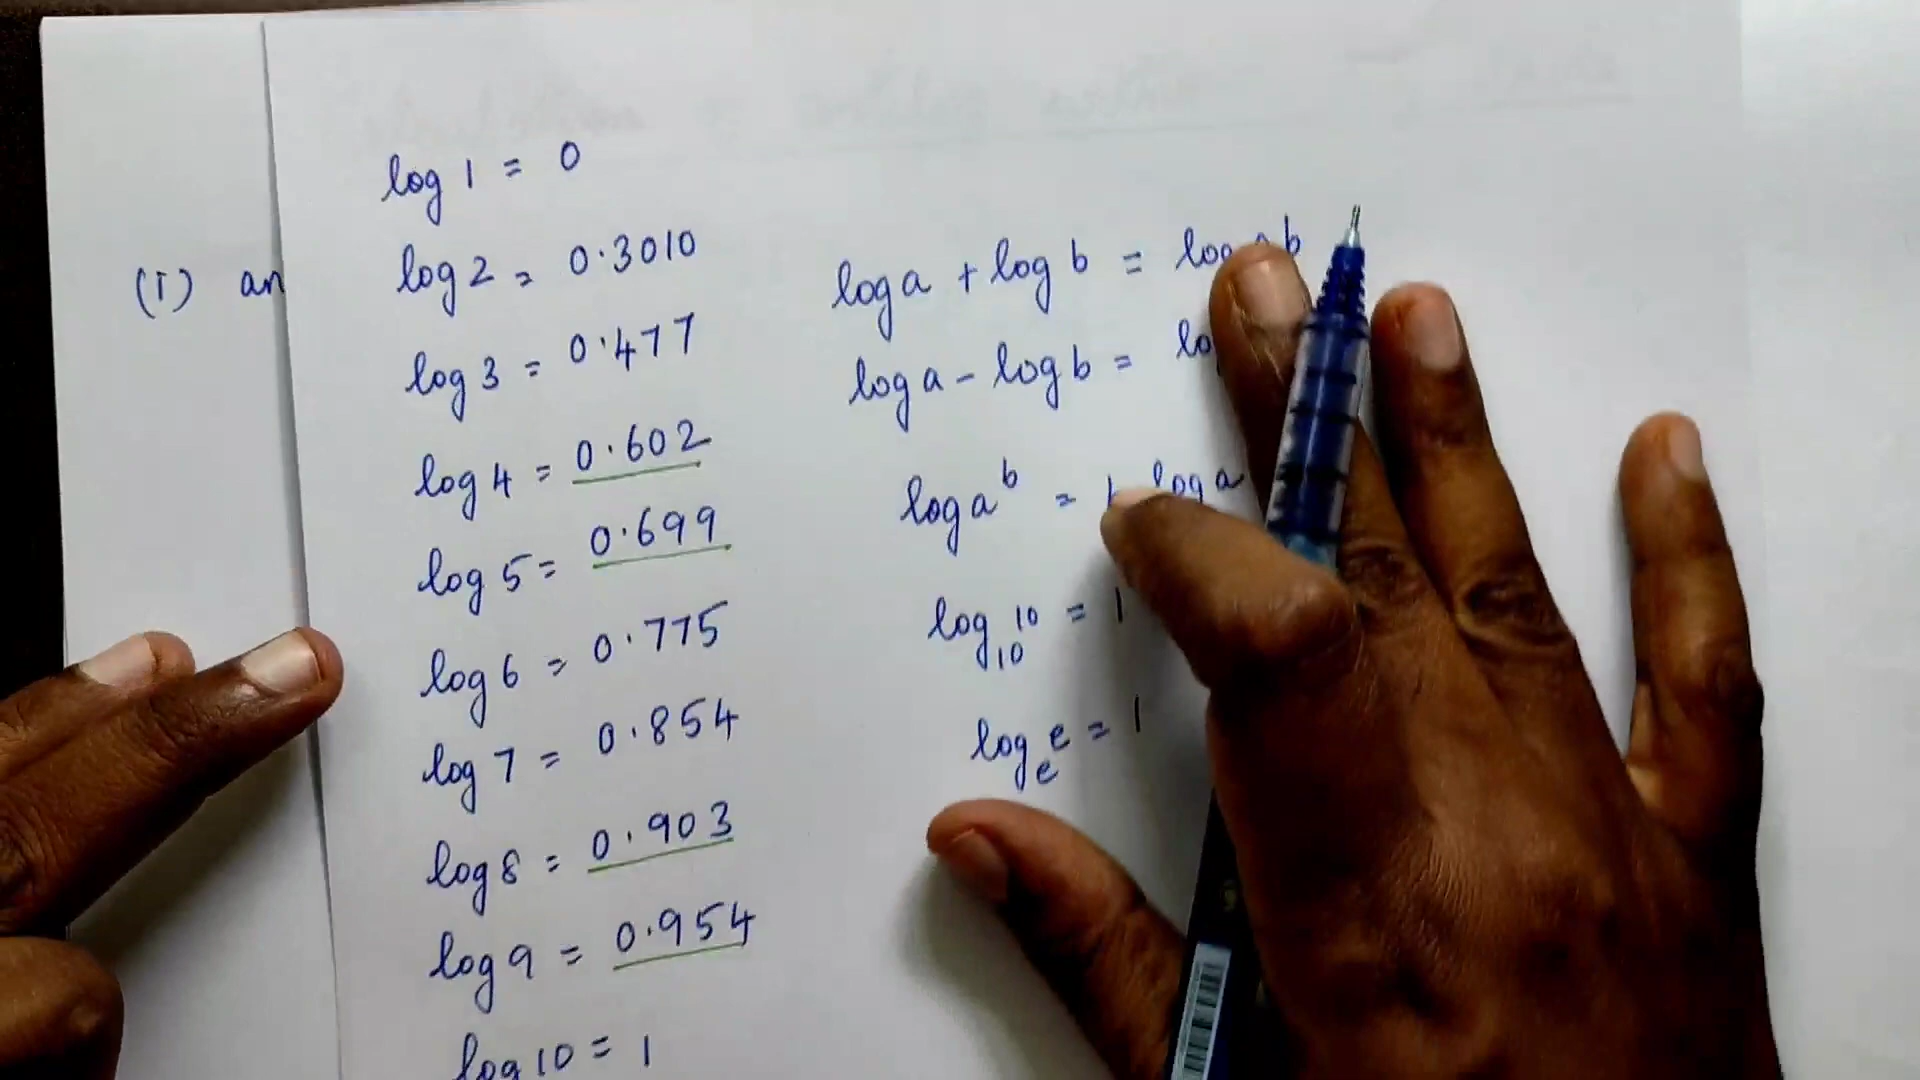 (I) an
log 1 = 0
log 2 = 0.3010
log 3 = 0.477
log 4 = 0.602
log 5 = 0.699
log 6 = 0.775
log 7 = 0.854
log 8 = 0.903
log 9 = 0.954
log 10 = 1
log a + log b = log b
log a - log b =
log a^b = log a
log_10 10 = 1
log_e e = 1